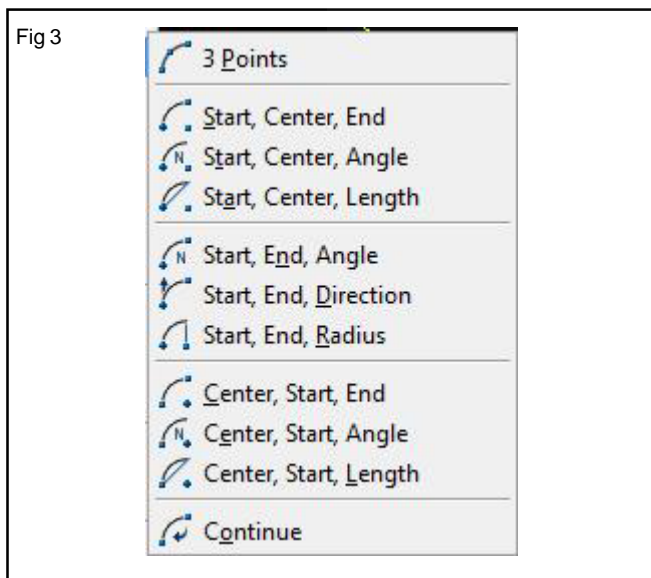 Fig 3
3 Points
Start, Center, End
Start, Center, Angle
Start, Center, Length
Start, End, Angle
Start, End, Direction
Start, End, Radius
Center, Start, End
Center, Start, Angle
Center, Start, Length
Continue